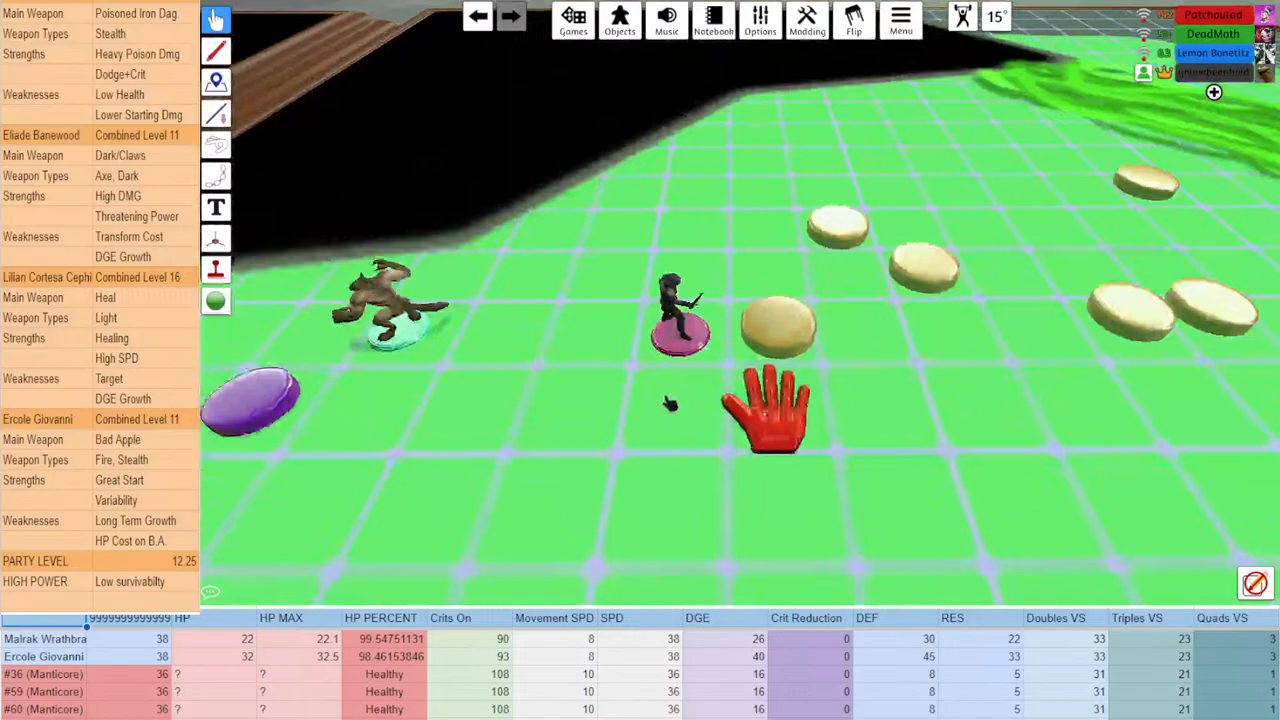 Main Weapon Poisoned Iron Dag.
Weapon Types Stealth
Strengths Heavy Poison Dmg
Dodge+Crit
Weaknesses Low Health
Lower Starting Dmg
Eliade Banewood Combined Level 11
Main Weapon Dark/Claws
Weapon Types Axe, Dark
Strengths High DMG
Threatening Power
Weaknesses Transform Cost
DGE Growth
Lilian Cortesa Cephi Combined Level 16
Main Weapon Heal
Weapon Types Light
Strengths Healing
High SPD
Weaknesses Target
DGE Growth
Ercole Giovanni Combined Level 11
Main Weapon Bad Apple
Weapon Types Fire, Stealth
Strengths Great Start
Variability
Weaknesses Long Term Growth
HP Cost on B.A.
PARTY LEVEL 12.25
HIGH POWER Low survivabilty
T
Games Objects Music Notebook Options Modding Flip Menu 15°
Patchoulad
DeadMoth
83 Lemon Bonetitz
HP HP MAX HP PERCENT Crits On Movement SPD SPD DGE Crit Reduction DEF RES Doubles VS Triples VS Quads VS
Malrak Wrathbra 38 22 22.1 99.54751131 90 8 38 26 0 30 22 33 23 3
Ercole Giovanni 38 32 32.5 98.46153846 93 8 38 40 0 45 33 33 23 3
#36 (Manticore) 36 ? ? Healthy 108 10 36 16 0 8 5 31 21 1
#59 (Manticore) 36 ? ? Healthy 108 10 36 16 0 8 5 31 21 1
#60 (Manticore) 36 ? ? Healthy 108 10 36 16 0 8 5 31 21 1